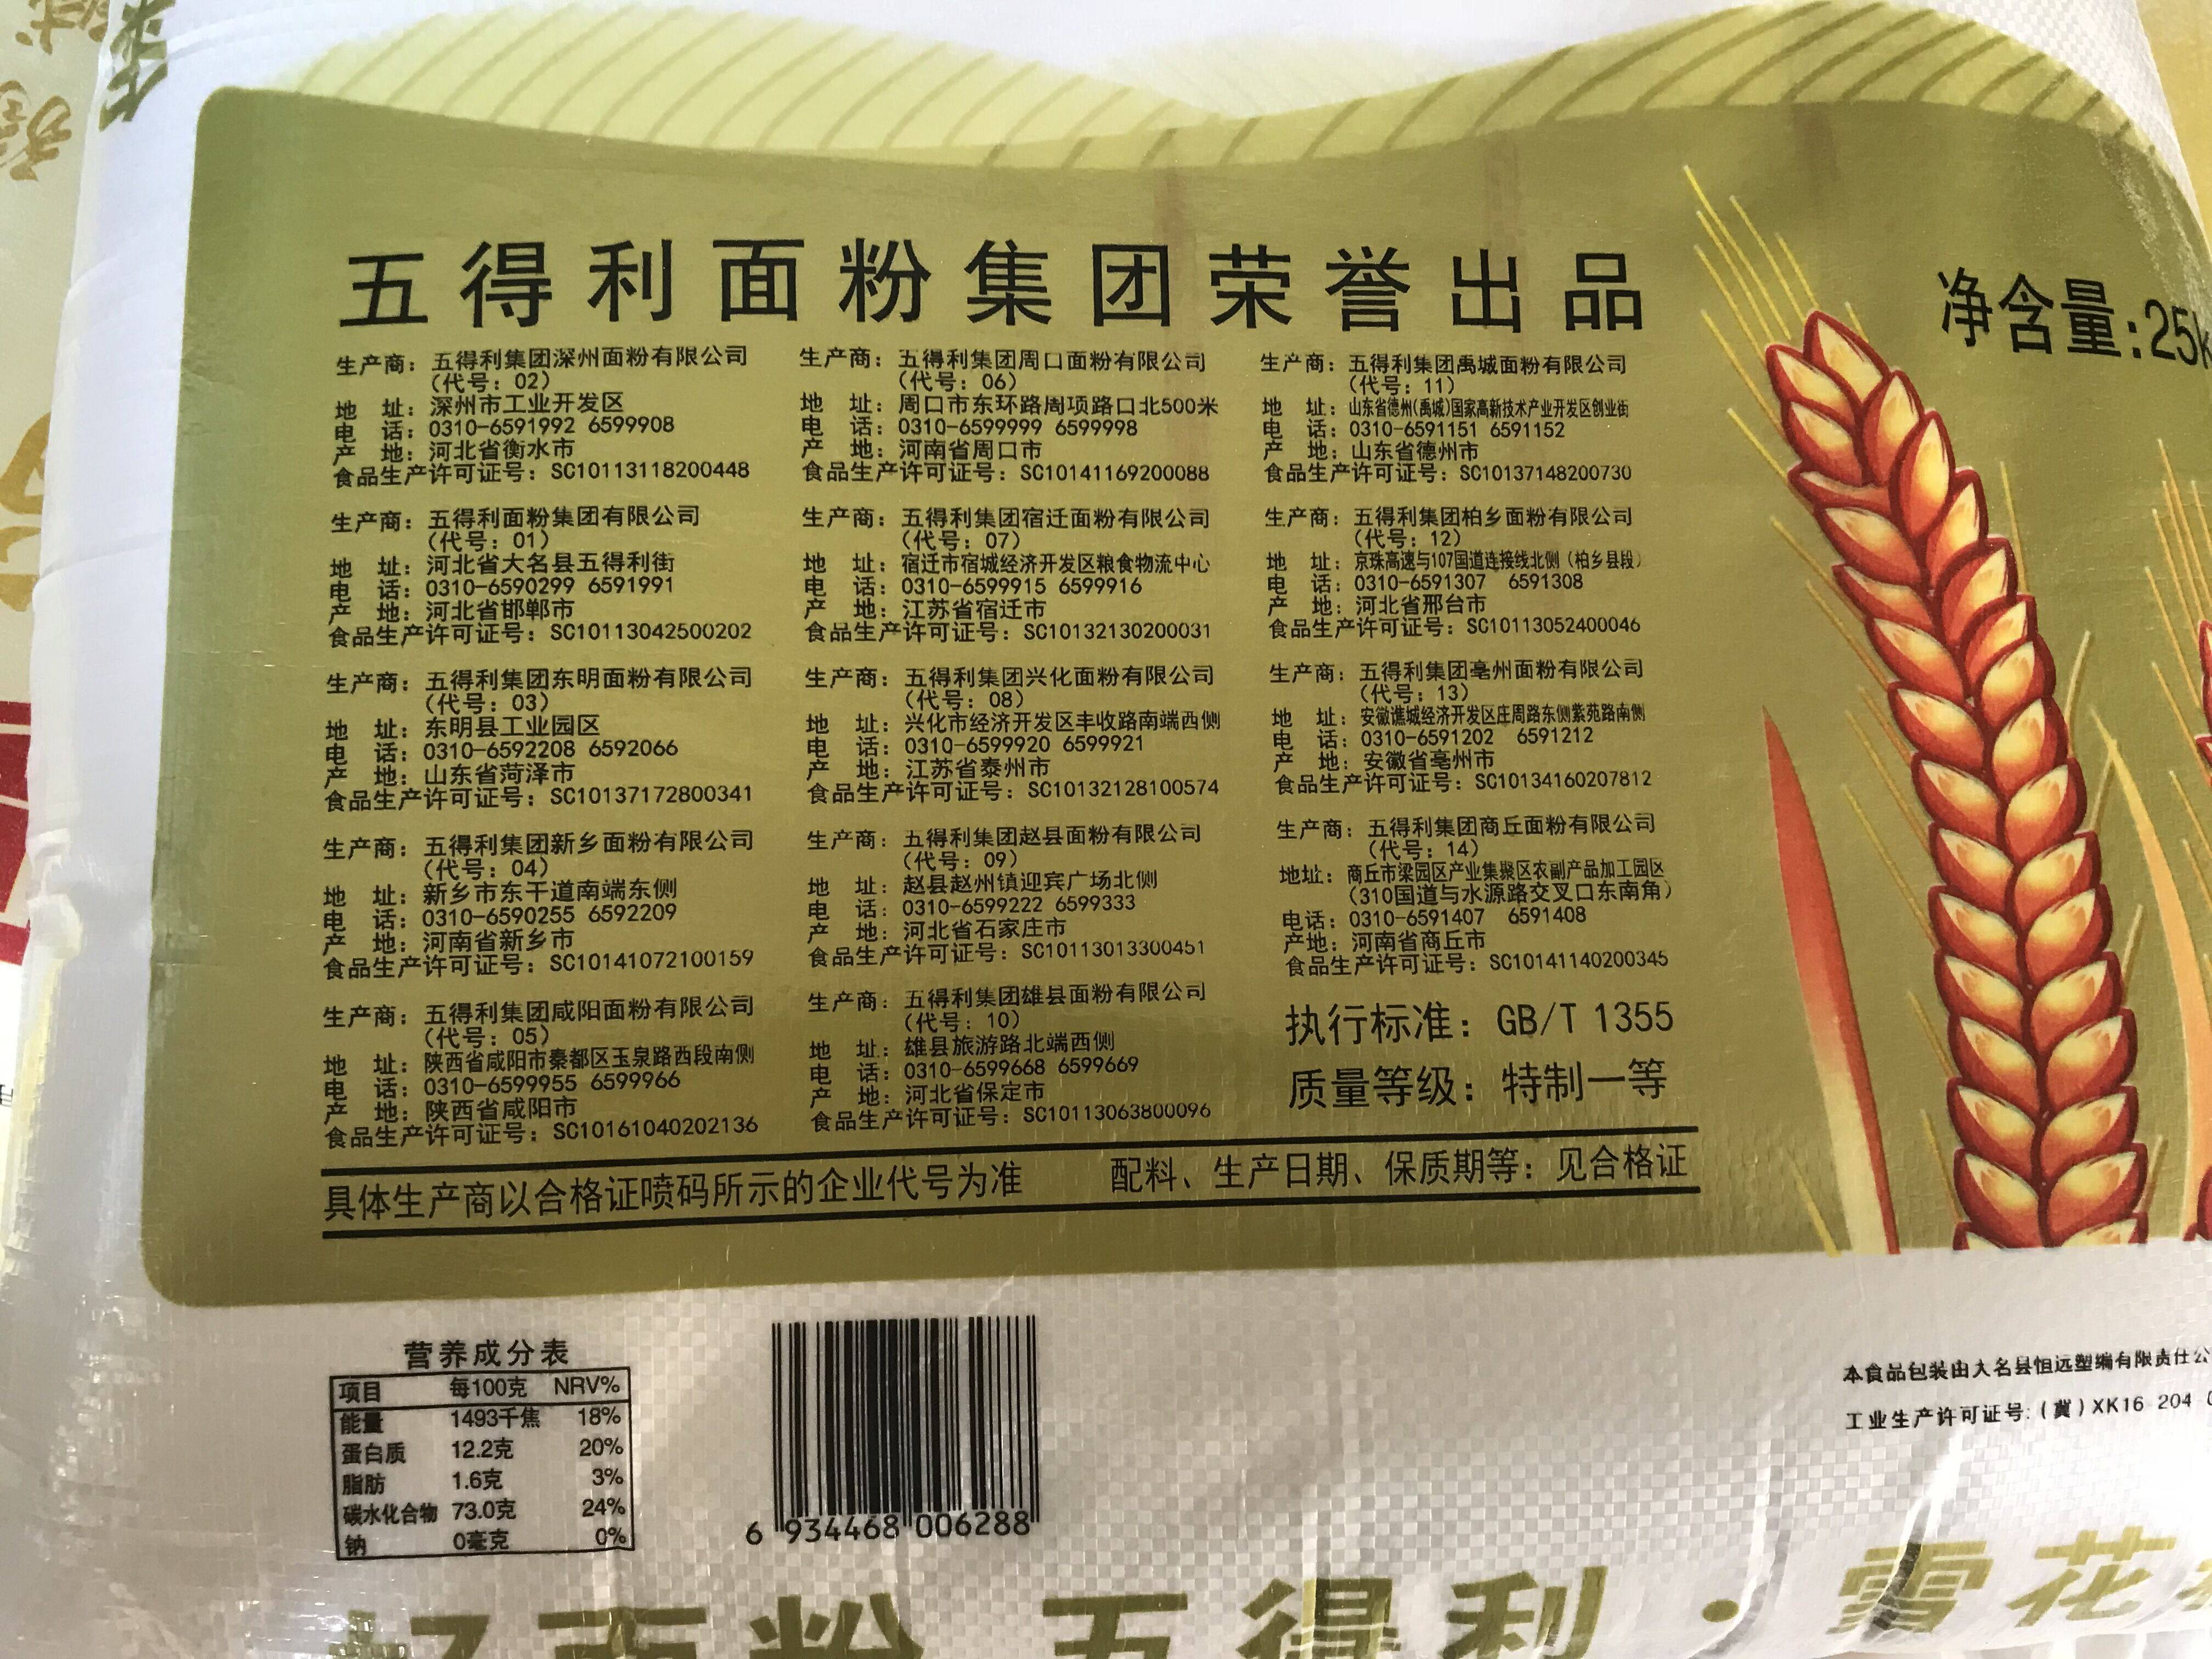 五得利面粉集团荣誉出品
净含量:25k
生产商：五得利集团深州面粉有限公司
（代号：02）
地 址：深州市工业开发区
电 话：0310-6591992 6599908
产 地：河北省衡水市
食品生产许可证号：SC10113118200448
生产商：五得利面粉集团有限公司
（代号：01）
地 址：河北省大名县五得利街
电 话：0310-6590299 6591991
产 地：河北省邯郸市
食品生产许可证号：SC10113042500202
生产商：五得利集团东明面粉有限公司
（代号：03）
地 址：东明县工业园区
电 话：0310-6592208 6592066
产 地：山东省菏泽市
食品生产许可证号：SC10137172800341
生产商：五得利集团新乡面粉有限公司
（代号：04）
地 址：新乡市东干道南端东侧
电 话：0310-6590255 6592209
产 地：河南省新乡市
食品生产许可证号：SC10141072100159
生产商：五得利集团咸阳面粉有限公司
（代号：05）
地 址：陕西省咸阳市秦都区玉泉路西段南侧
电 话：0310-6599955 6599966
产 地：陕西省咸阳市
食品生产许可证号：SC10161040202136
生产商：五得利集团周口面粉有限公司
（代号：06）
地 址：周口市东环路周项路口北500米
电 话：0310-6599999 6599998
产 地：河南省周口市
食品生产许可证号：SC10141169200088
生产商：五得利集团宿迁面粉有限公司
（代号：07）
地 址：宿迁市宿城经济开发区粮食物流中心
电 话：0310-6599915 6599916
产 地：江苏省宿迁市
食品生产许可证号：SC10132130200031
生产商：五得利集团兴化面粉有限公司
（代号：08）
地 址：兴化市经济开发区丰收路南端西侧
电 话：0310-6599920 6599921
产 地：江苏省泰州市
食品生产许可证号：SC10132128100574
生产商：五得利集团赵县面粉有限公司
（代号：09）
地 址：赵县赵州镇迎宾广场北侧
电 话：0310-6599222 6599333
产 地：河北省石家庄市
食品生产许可证号：SC10113013300451
生产商：五得利集团雄县面粉有限公司
（代号：10）
地 址：雄县旅游路北端西侧
电 话：0310-6599668 6599669
产 地：河北省保定市
食品生产许可证号：SC10113063800096
生产商：五得利集团禹城面粉有限公司
（代号：11）
地 址：山东省德州(禹城)国家高新技术产业开发区创业街
电 话：0310-6591151 6591152
产 地：山东省德州市
食品生产许可证号：SC10137148200730
生产商：五得利集团柏乡面粉有限公司
（代号：12）
地 址：京珠高速与107国道连接线北侧（柏乡县段）
电 话：0310-6591307 6591308
产 地：河北省邢台市
食品生产许可证号：SC10113052400046
生产商：五得利集团亳州面粉有限公司
（代号：13）
地 址：安徽谯城经济开发区庄周路东侧紫苑路南侧
电 话：0310-6591202 6591212
产 地：安徽省亳州市
食品生产许可证号：SC10134160207812
生产商：五得利集团商丘面粉有限公司
（代号：14）
地址：商丘市梁园区产业集聚区农副产品加工园区
（310国道与水源路交叉口东南角）
电话：0310-6591407 6591408
产地：河南省商丘市
食品生产许可证号：SC10141140200345
执行标准：GB/T 1355
质量等级：特制一等
具体生产商以合格证喷码所示的企业代号为准 配料、生产日期、保质期等：见合格证
营养成分表
项目 每100克 NRV%
能量 1493千焦 18%
蛋白质 12.2克 20%
脂肪 1.6克 3%
碳水化合物 73.0克 24%
钠 0毫克 0%
6 934468 006288
本食品包装由大名县恒远塑编有限责任公
工业生产许可证号:(冀)XK16 204
面粉 五得利·雪花